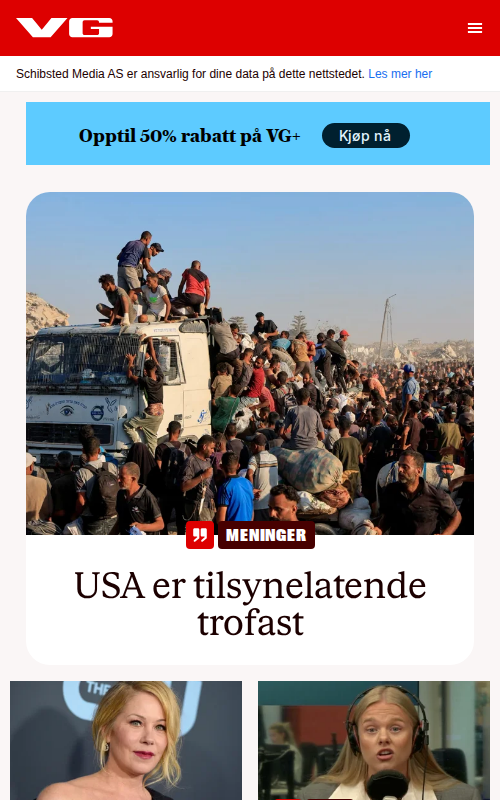 VG
Schibsted Media AS er ansvarlig for dine data på dette nettstedet. Les mer her
Opptil 50% rabatt på VG+
Kjøp nå
MENINGER
USA er tilsynelatende
trofast
THE